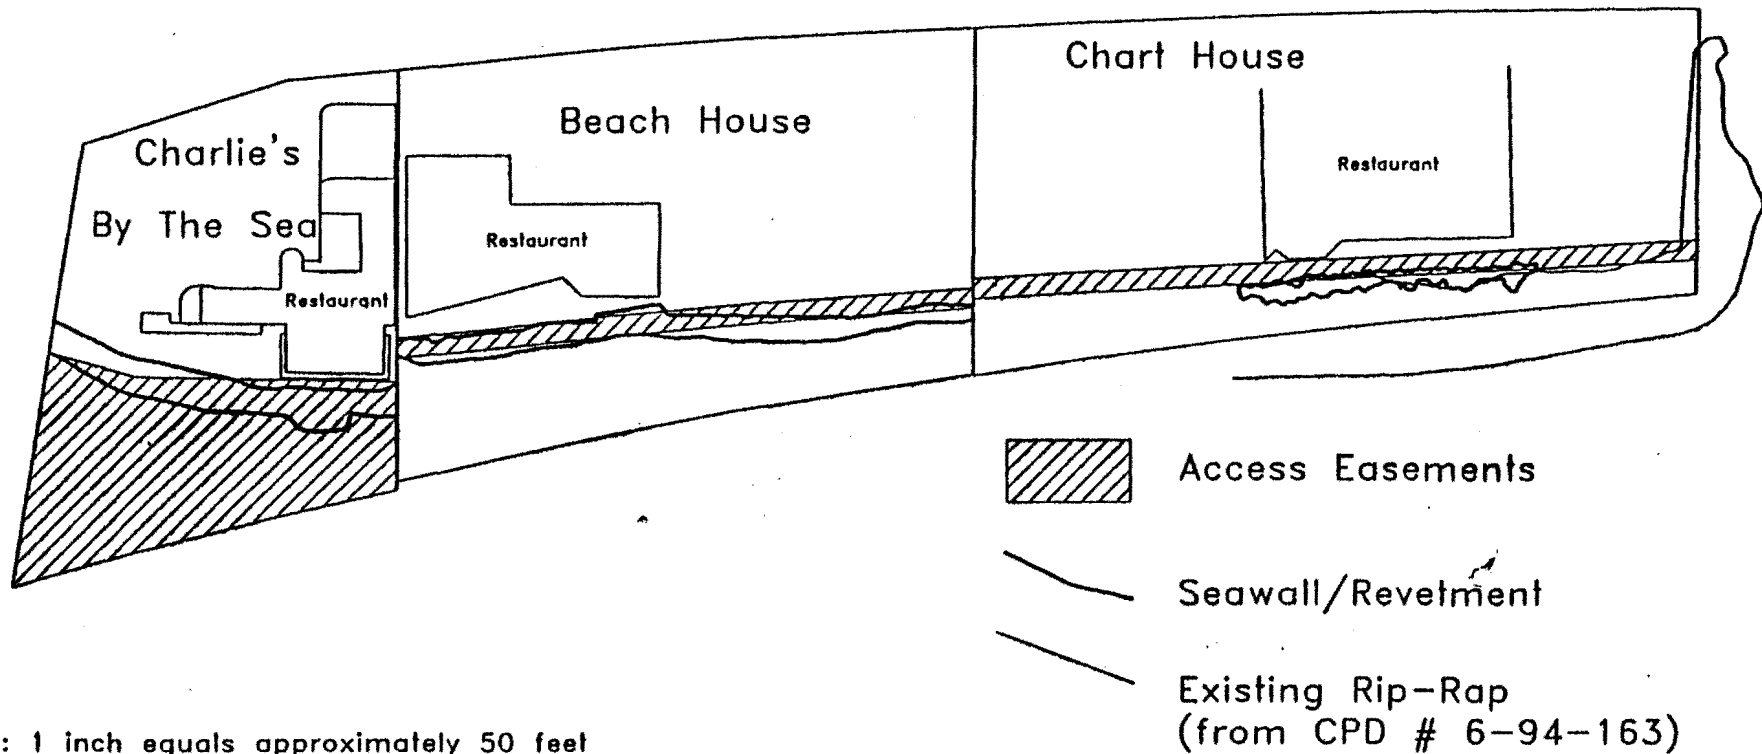 Chart House
Beach House
Charlie's
By The Sea
Restaurant
Restaurant
Restaurant
Access Easements
Seawall/Revetment
Existing Rip-Rap
(from CPD # 6-94-163)
: 1 inch equals approximately 50 feet